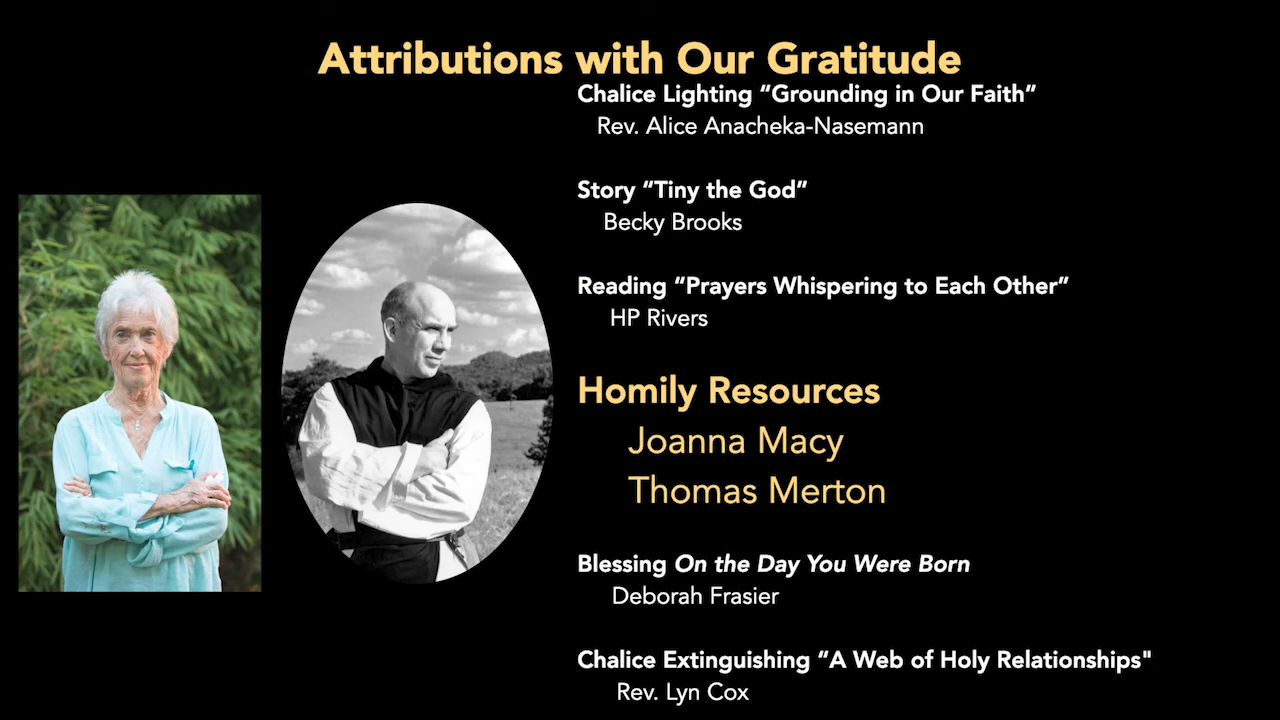 Attributions with Our Gratitude
Chalice Lighting “Grounding in Our Faith”
Rev. Alice Anacheka-Nasemann
Story “Tiny the God”
Becky Brooks
Reading “Prayers Whispering to Each Other”
HP Rivers
Homily Resources
Joanna Macy
Thomas Merton
Blessing On the Day You Were Born
Deborah Frasier
Chalice Extinguishing “A Web of Holy Relationships"
Rev. Lyn Cox